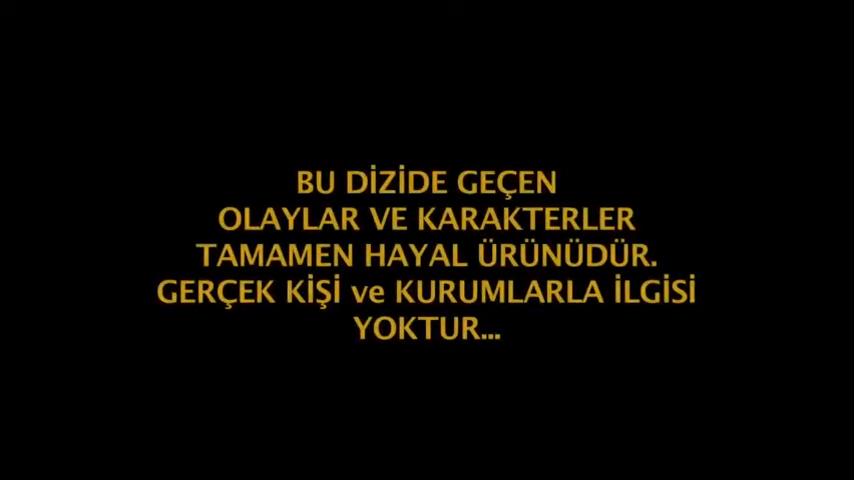 BU DİZİDE GEÇEN
OLAYLAR VE KARAKTERLER
TAMAMEN HAYAL ÜRÜNÜDÜR.
GERÇEK KİŞİ ve KURUMLARLA İLGİSİ
YOKTUR...